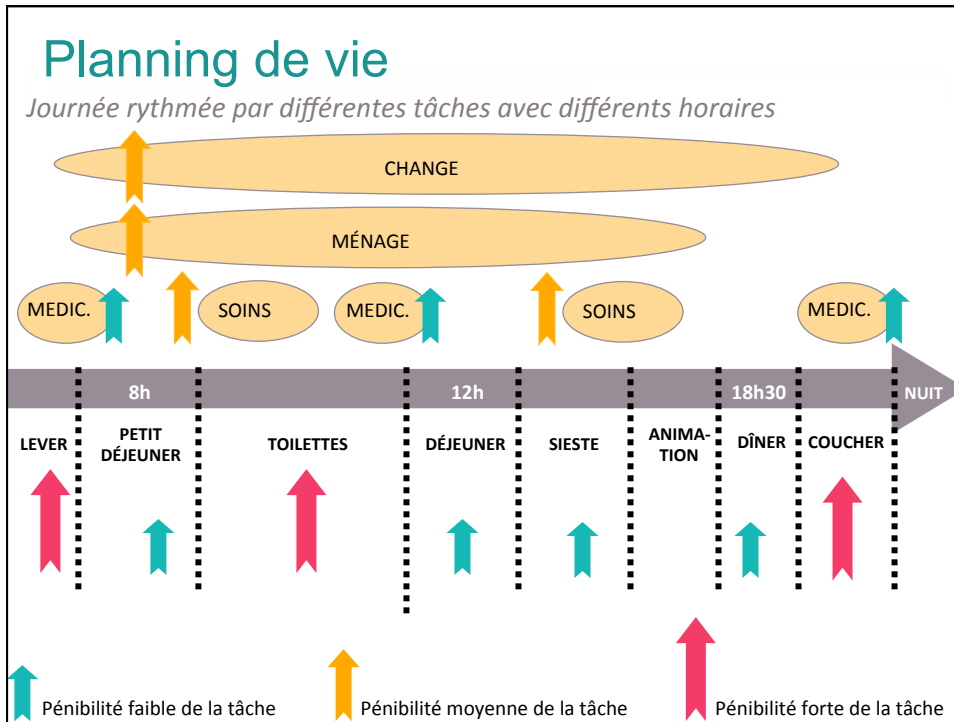 Planning de vie
Journée rythmée par différentes tâches avec différents horaires
CHANGE
MÉNAGE
MEDIC.
SOINS
MEDIC.
SOINS
MEDIC.
8h
12h
18h30
NUIT
LEVER
PETIT
DÉJEUNER
TOILETTES
DÉJEUNER
SIESTE
ANIMA-
TION
DÎNER
COUCHER
Pénibilité faible de la tâche
Pénibilité moyenne de la tâche
Pénibilité forte de la tâche